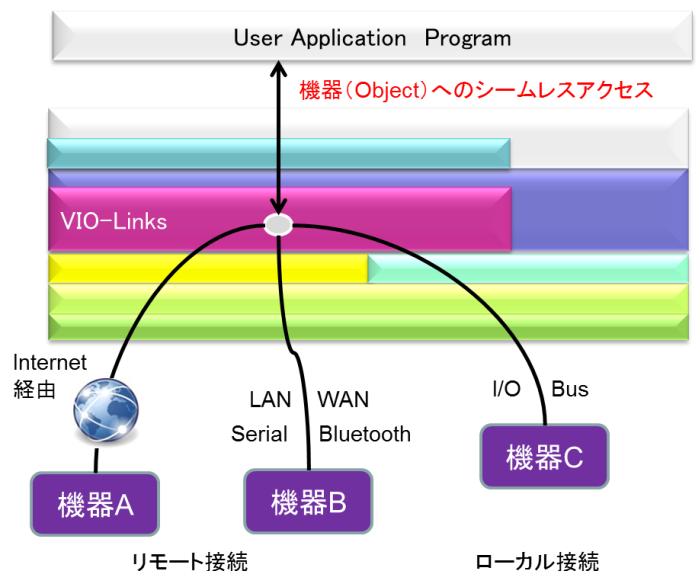 User Application Program
機器(Object)へのシームレスアクセス
VIO-Links
Internet
経由
LAN WAN
Serial Bluetooth
I/O Bus
機器A
機器B
機器C
リモート接続
ローカル接続